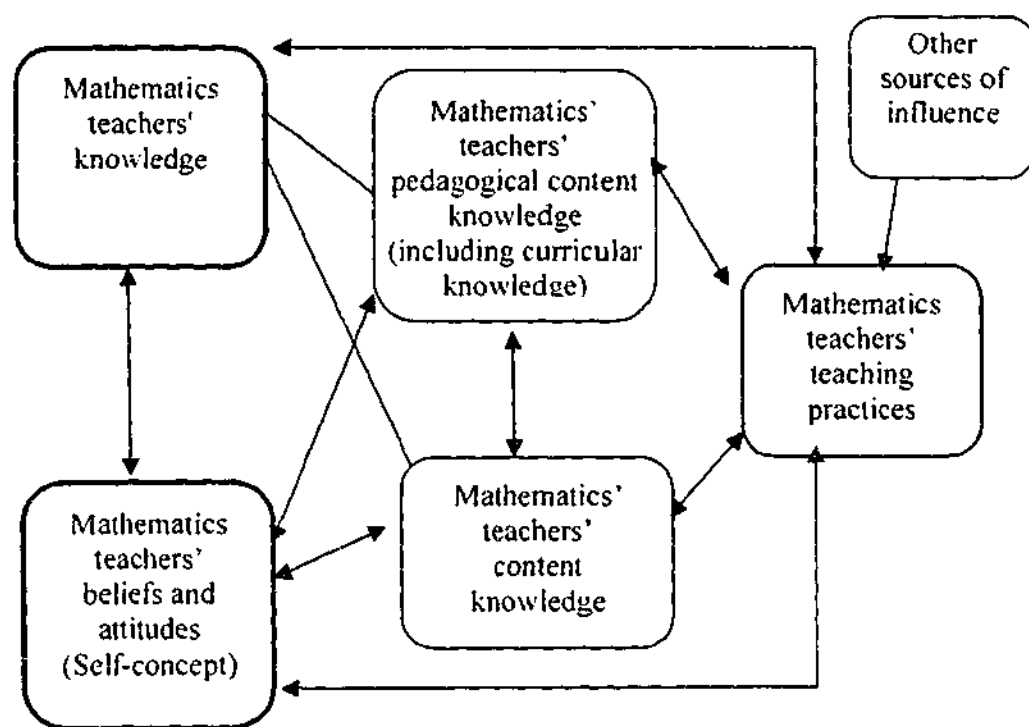 Mathematics
teachers'
knowledge
Mathematics'
teachers'
pedagogical content
knowledge
(including curricular
knowledge)
Other
sources of
influence
Mathematics
teachers'
teaching
practices
Mathematics
teachers'
beliefs and
attitudes
(Self-concept)
Mathematics'
teachers'
content
knowledge